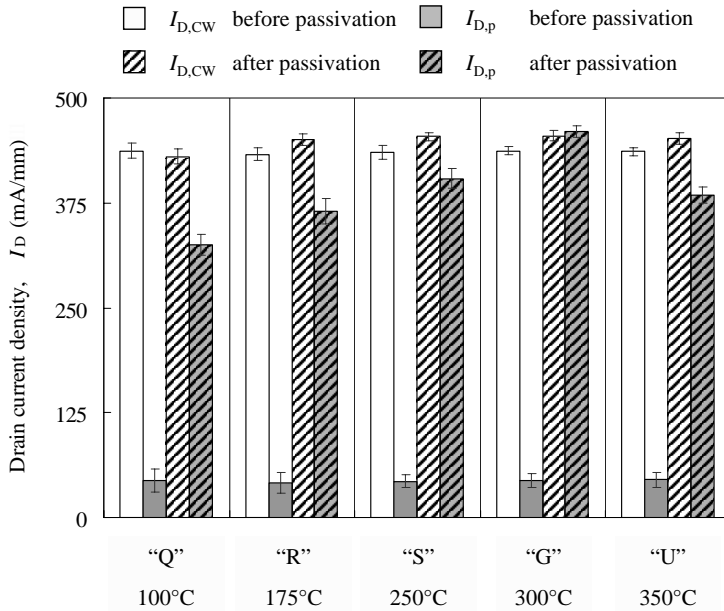 I_D,CW before passivation I_D,p before passivation
I_D,CW after passivation I_D,p after passivation
Drain current density, I_D (mA/mm)
500
375
250
125
0
“Q” “R” “S” “G” “U”
100°C 175°C 250°C 300°C 350°C